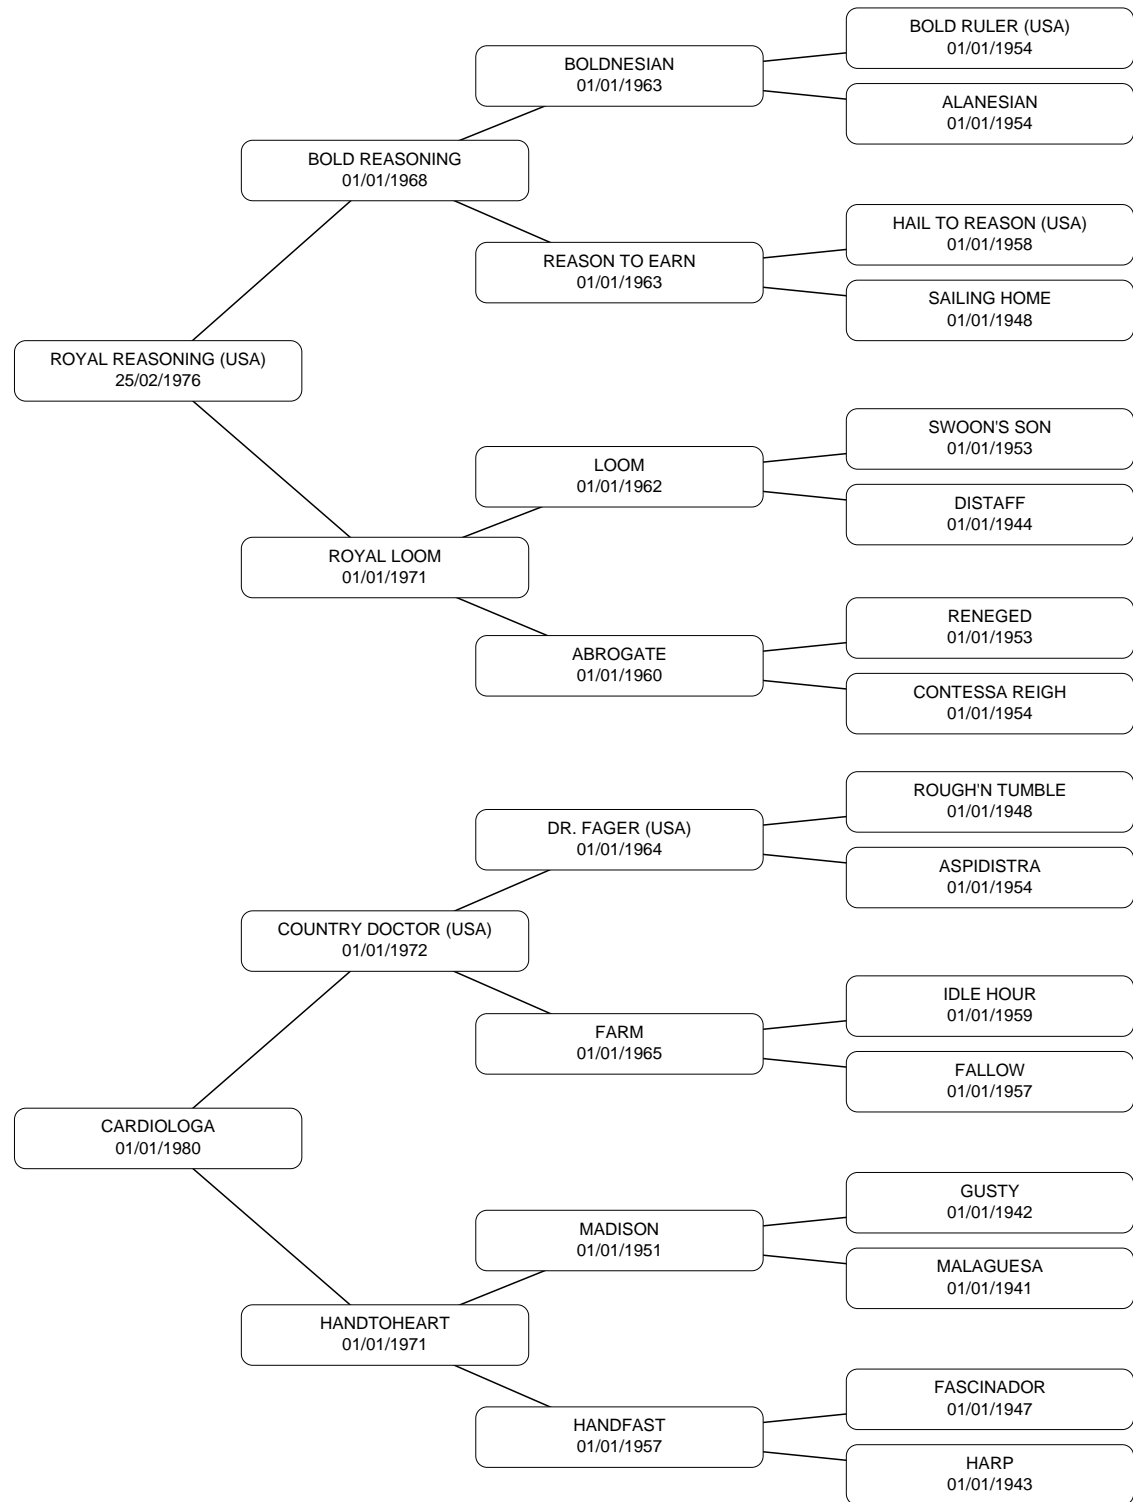 BOLD RULER (USA)
01/01/1954
BOLDNESIAN
01/01/1963
ALANESIAN
01/01/1954
BOLD REASONING
01/01/1968
HAIL TO REASON (USA)
01/01/1958
REASON TO EARN
01/01/1963
SAILING HOME
01/01/1948
ROYAL REASONING (USA)
25/02/1976
SWOON'S SON
01/01/1953
LOOM
01/01/1962
DISTAFF
01/01/1944
ROYAL LOOM
01/01/1971
RENEGED
01/01/1953
ABROGATE
01/01/1960
CONTESSA REIGH
01/01/1954
ROUGH'N TUMBLE
01/01/1948
DR. FAGER (USA)
01/01/1964
ASPIDISTRA
01/01/1954
COUNTRY DOCTOR (USA)
01/01/1972
IDLE HOUR
01/01/1959
FARM
01/01/1965
FALLOW
01/01/1957
CARDIOLOGA
01/01/1980
GUSTY
01/01/1942
MADISON
01/01/1951
MALAGUESA
01/01/1941
HANDTOHEART
01/01/1971
FASCINADOR
01/01/1947
HANDFAST
01/01/1957
HARP
01/01/1943